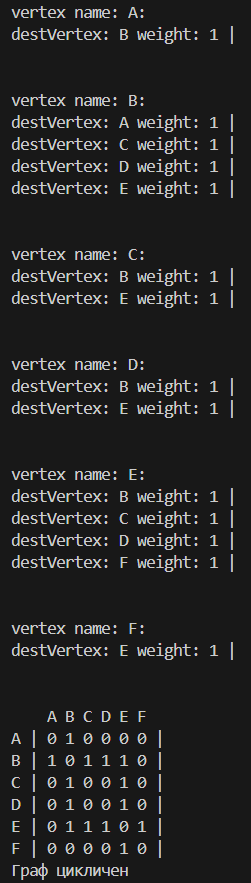 vertex name: A:
destVertex: B weight: 1 |
vertex name: B:
destVertex: A weight: 1 |
destVertex: C weight: 1 |
destVertex: D weight: 1 |
destVertex: E weight: 1 |
vertex name: C:
destVertex: B weight: 1 |
destVertex: E weight: 1 |
vertex name: D:
destVertex: B weight: 1 |
destVertex: E weight: 1 |
vertex name: E:
destVertex: B weight: 1 |
destVertex: C weight: 1 |
destVertex: D weight: 1 |
destVertex: F weight: 1 |
vertex name: F:
destVertex: E weight: 1 |
A B C D E F
A | 0 1 0 0 0 0 |
B | 1 0 1 1 1 0 |
C | 0 1 0 0 1 0 |
D | 0 1 0 0 1 0 |
E | 0 1 1 1 0 1 |
F | 0 0 0 0 1 0 |
Граф цикличен